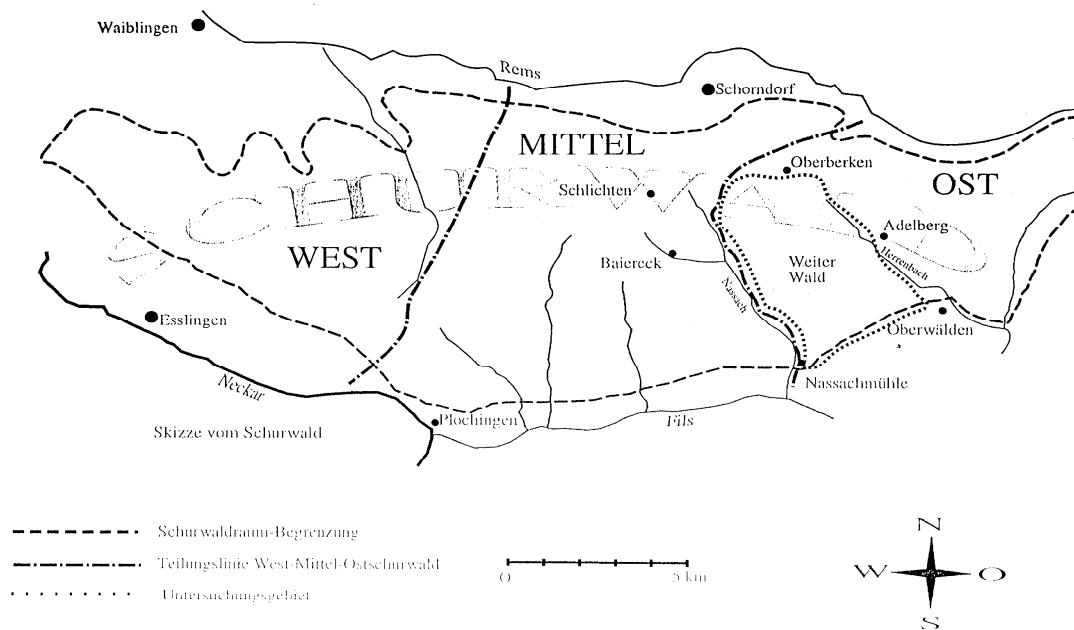 Waiblingen
Rems
Schorndorf
MITTEL
Oberberken
Schlichten
OST
SCHURWALD
Adelberg
WEST
Baiereck
Weiter
Wald
Herrenbach
Nassach
Esslingen
Oberwälden
Neckar
Nassachmühle
Plochingen
Fils
Skizze vom Schurwald
Schurwaldraum-Begrenzung
Teilungslinie West-Mittel-Ostschurwald
Untersuchungsgebiet
0 5 km
N
W O
S